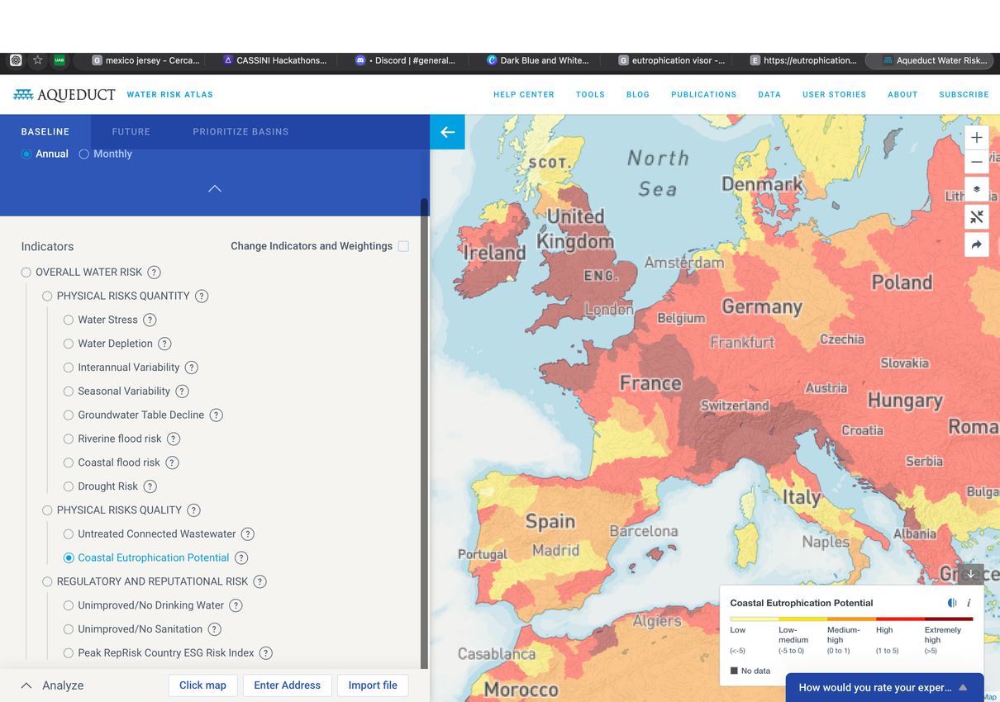 UAB
G mexico jersey - Cerca...
CASSINI Hackathons...
• Discord | #general...
C Dark Blue and White...
G eutrophication visor -...
E https://eutrophication...
Aqueduct Water Risk...
AQUEDUCT WATER RISK ATLAS
HELP CENTER TOOLS BLOG PUBLICATIONS DATA USER STORIES ABOUT SUBSCRIBE
BASELINE FUTURE PRIORITIZE BASINS
Annual Monthly
Indicators Change Indicators and Weightings
OVERALL WATER RISK ?
PHYSICAL RISKS QUANTITY ?
Water Stress ?
Water Depletion ?
Interannual Variability ?
Seasonal Variability ?
Groundwater Table Decline ?
Riverine flood risk ?
Coastal flood risk ?
Drought Risk ?
PHYSICAL RISKS QUALITY ?
Untreated Connected Wastewater ?
Coastal Eutrophication Potential ?
REGULATORY AND REPUTATIONAL RISK ?
Unimproved/No Drinking Water ?
Unimproved/No Sanitation ?
Peak RepRisk Country ESG Risk Index ?
Analyze Click map Enter Address Import file
SCOT.
North
Sea
Denmark
United
Kingdom
Ireland
ENG.
Amsterdam
London
Belgium
Germany
Poland
Frankfurt
Czechia
Slovakia
France
Switzerland
Austria
Hungary
Croatia
Roma
Serbia
Italy
Bulga
Spain
Barcelona
Portugal
Madrid
Naples
Albania
Greece
Algiers
Casablanca
Morocco
+
−
Coastal Eutrophication Potential i
Low
(<-5)
Low-
medium
(-5 to 0)
Medium-
high
(0 to 1)
High
(1 to 5)
Extremely
high
(>5)
No data
How would you rate your exper...
Map